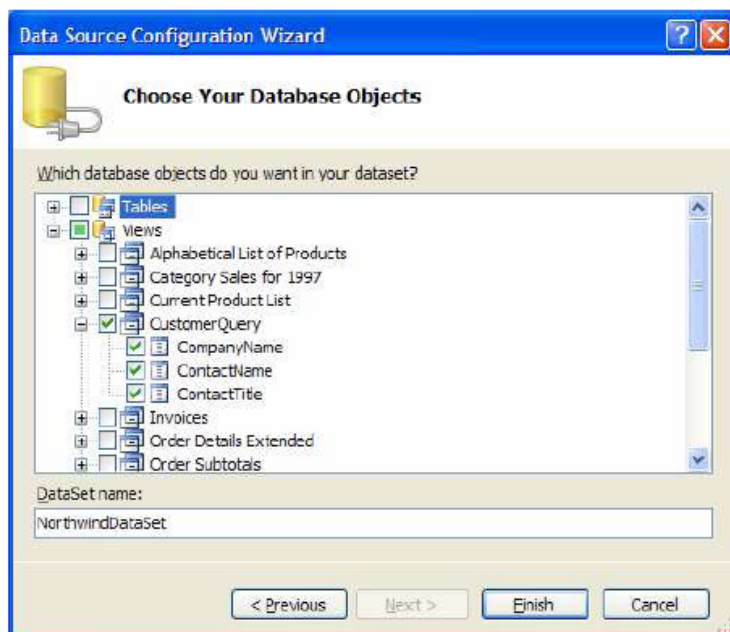 Data Source Configuration Wizard
Choose Your Database Objects
Which database objects do you want in your dataset?
Tables
Views
Alphabetical List of Products
Category Sales for 1997
Current Product List
CustomerQuery
CompanyName
ContactName
ContactTitle
Invoices
Order Details Extended
Order Subtotals
DataSet name:
NorthwindDataSet
< Previous Next > Finish Cancel